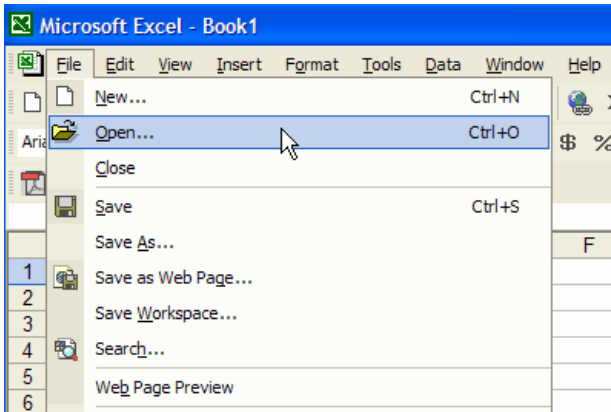 Microsoft Excel - Book1
File Edit View Insert Format Tools Data Window Help
New... Ctrl+N
Open... Ctrl+O
Aria
$ %
Close
Save Ctrl+S
Save As...
F
1
Save as Web Page...
2
Save Workspace...
3
4
Search...
5
Web Page Preview
6